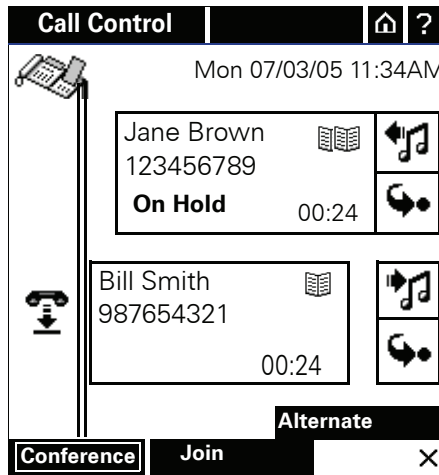 Call Control ?
Mon 07/03/05 11:34AM
Jane Brown
123456789
On Hold 00:24
Bill Smith
987654321
00:24
Alternate
Conference Join